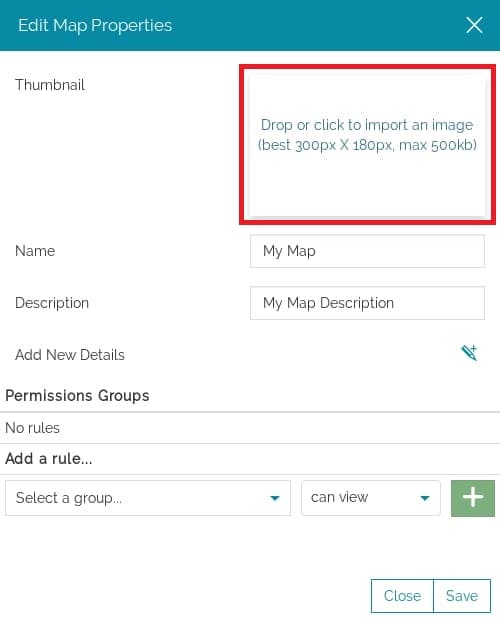 Edit Map Properties
Thumbnail
Drop or click to import an image
(best 300px X 180px, max 500kb)
Name
My Map
Description
My Map Description
Add New Details
Permissions Groups
No rules
Add a rule...
Select a group...
can view
Close
Save